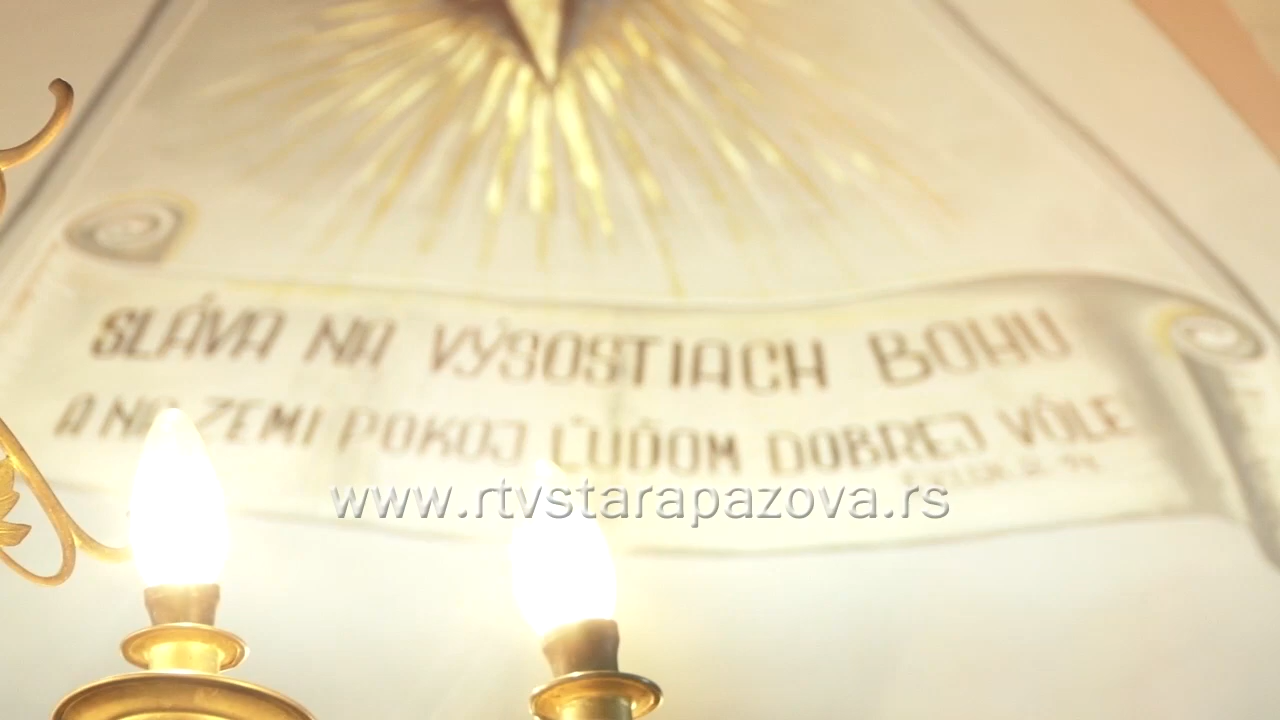 SLÁVA NA VÝSOSTIACH BOHU
A NA ZEMI POKOJ ĽUĎOM DOBREJ VÔLE
www.rtvstarapazova.rs